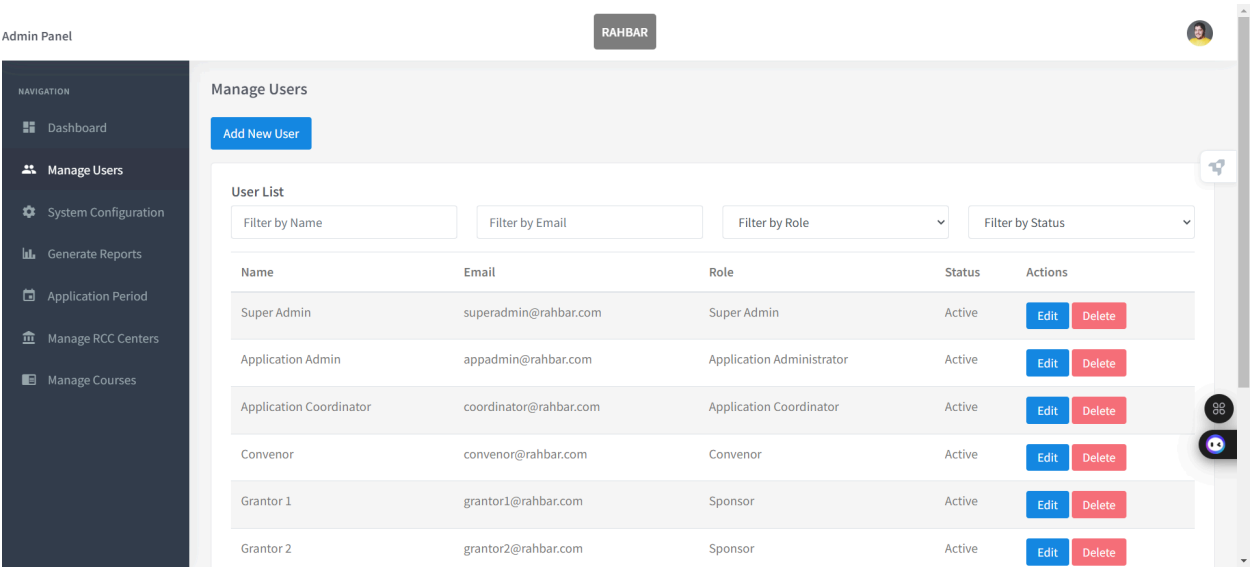 Admin Panel
RAHBAR
NAVIGATION
Dashboard
Manage Users
System Configuration
Generate Reports
Application Period
Manage RCC Centers
Manage Courses
Manage Users
Add New User
User List
Filter by Name Filter by Email Filter by Role Filter by Status
Name Email Role Status Actions
Super Admin superadmin@rahbar.com Super Admin Active Edit Delete
Application Admin appadmin@rahbar.com Application Administrator Active Edit Delete
Application Coordinator coordinator@rahbar.com Application Coordinator Active Edit Delete
Convenor convenor@rahbar.com Convenor Active Edit Delete
Grantor 1 grantor1@rahbar.com Sponsor Active Edit Delete
Grantor 2 grantor2@rahbar.com Sponsor Active Edit Delete